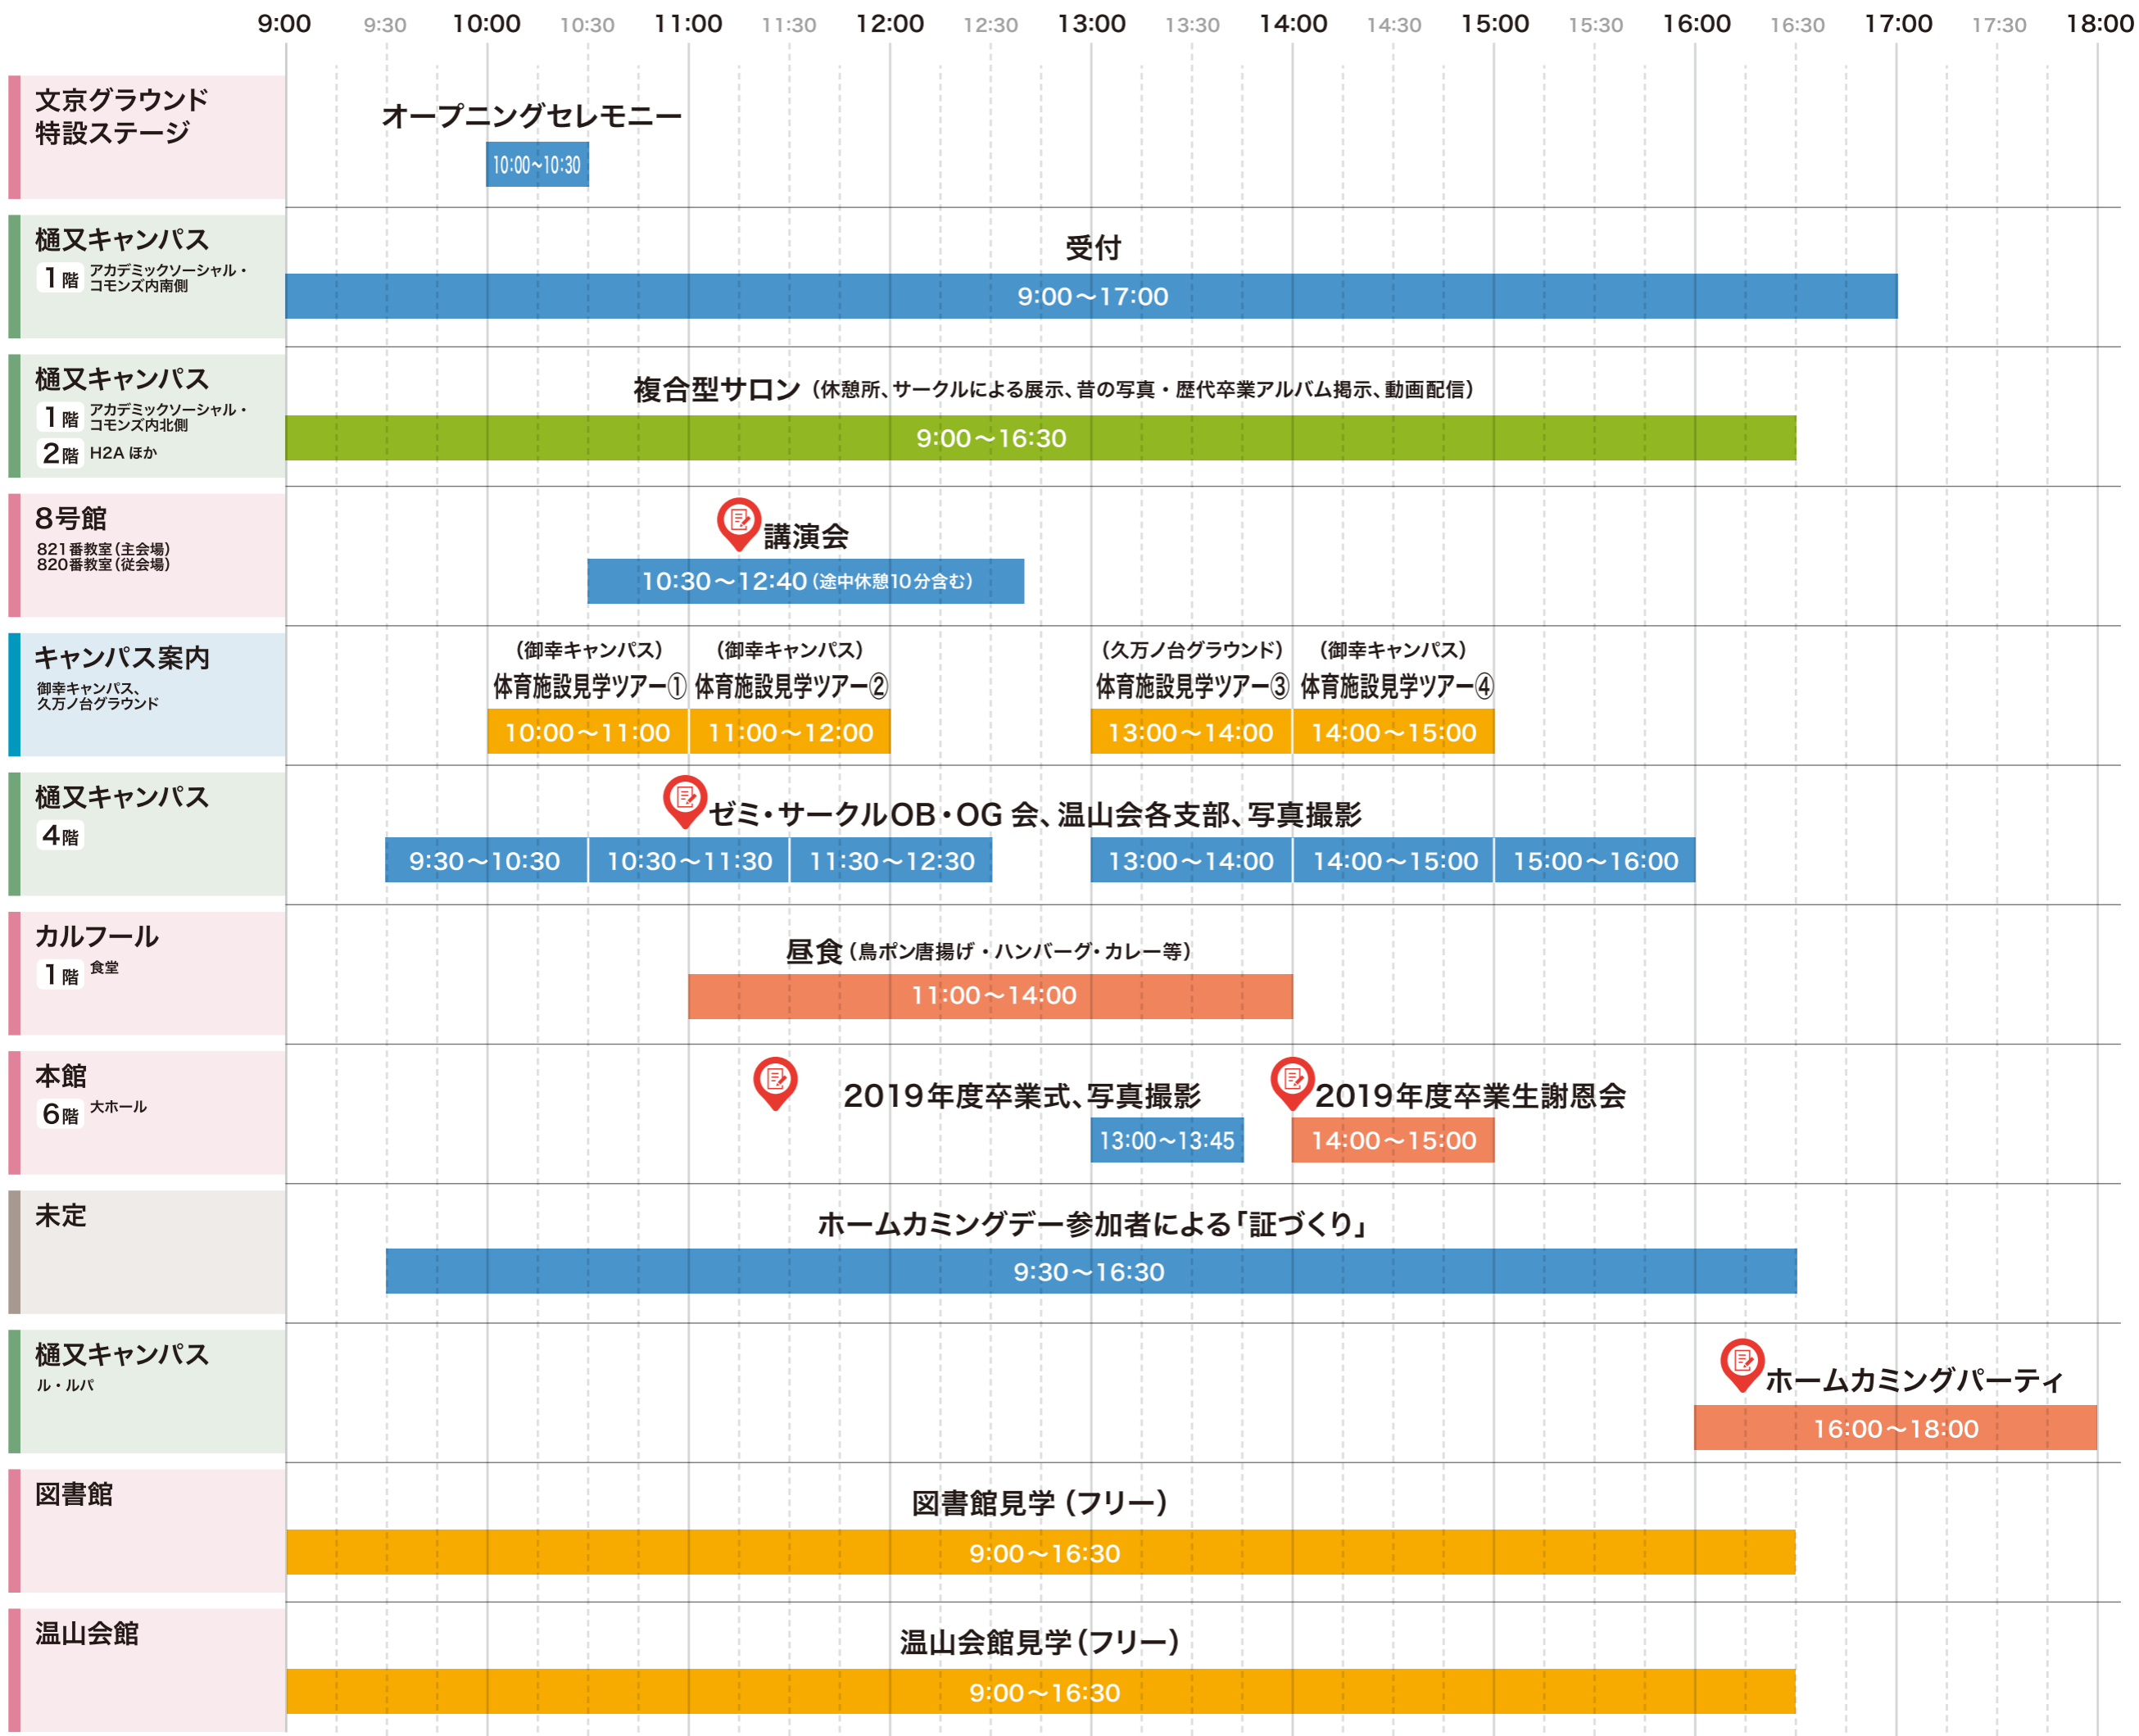 9:00 9:30 10:00 10:30 11:00 11:30 12:00 12:30 13:00 13:30 14:00 14:30 15:00 15:30 16:00 16:30 17:00 17:30 18:00
文京グラウンド
特設ステージ
オープニングセレモニー
10:00~10:30
樋又キャンパス
1階 アカデミックソーシャル・
コモンズ内南側
受付
9:00～17:00
樋又キャンパス
1階 アカデミックソーシャル・
コモンズ内北側
2階 H2A ほか
複合型サロン（休憩所、サークルによる展示、昔の写真・歴代卒業アルバム掲示、動画配信）
9:00～16:30
8号館
821番教室（主会場）
820番教室（従会場）
講演会
10:30～12:40（途中休憩10分含む）
キャンパス案内
御幸キャンパス、
久万ノ台グラウンド
（御幸キャンパス） （御幸キャンパス） （久万ノ台グラウンド） （御幸キャンパス）
体育施設見学ツアー① 体育施設見学ツアー② 体育施設見学ツアー③ 体育施設見学ツアー④
10:00～11:00 11:00～12:00 13:00～14:00 14:00～15:00
樋又キャンパス
4階
ゼミ・サークルOB・OG 会、温山会各支部、写真撮影
9:30～10:30 10:30～11:30 11:30～12:30 13:00～14:00 14:00～15:00 15:00～16:00
カルフール
1階 食堂
昼食（鳥ポン唐揚げ・ハンバーグ・カレー等）
11:00～14:00
本館
6階 大ホール
2019年度卒業式、写真撮影 2019年度卒業生謝恩会
13:00～13:45 14:00～15:00
未定
ホームカミングデー参加者による「証づくり」
9:30～16:30
樋又キャンパス
ル・ルパ
ホームカミングパーティ
16:00～18:00
図書館
図書館見学（フリー）
9:00～16:30
温山会館
温山会館見学（フリー）
9:00～16:30